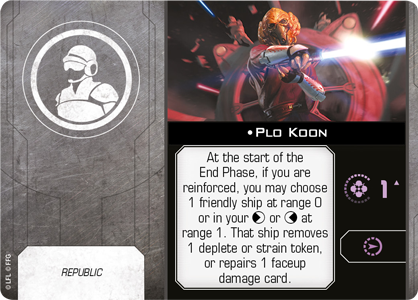 • Plo Koon
At the start of the
End Phase, if you are
reinforced, you may choose
1 friendly ship at range 0
or in your or at
range 1. That ship removes
1 deplete or strain token,
or repairs 1 faceup
damage card.
1
REPUBLIC
© LFL © FFG